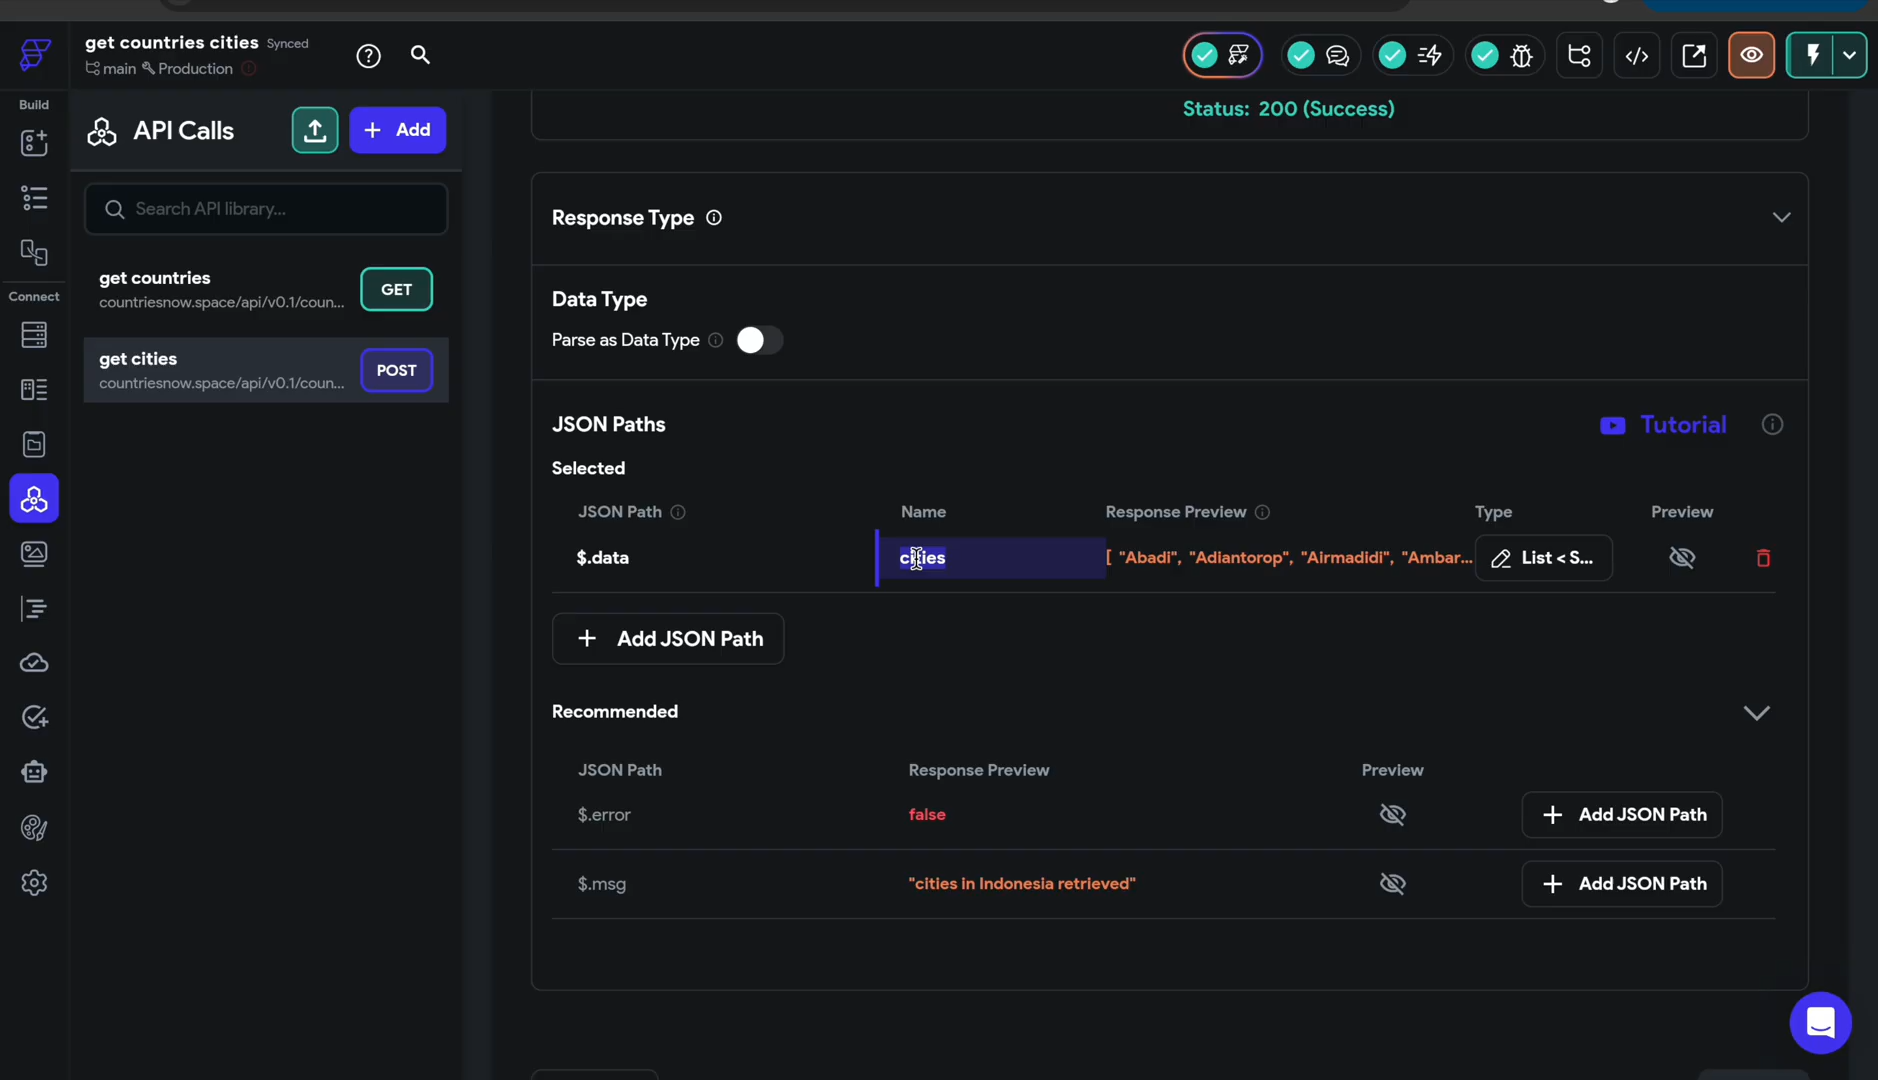 get countries cities Synced
main Production
Build
API Calls
Add
Search API library...
get countries
countriesnow.space/api/v0.1/coun...
GET
Connect
get cities
countriesnow.space/api/v0.1/coun...
POST
Status: 200 (Success)
Response Type
Data Type
Parse as Data Type
JSON Paths
Tutorial
Selected
JSON Path Name Response Preview Type Preview
$.data cities [ "Abadi", "Adiantorop", "Airmadidi", "Ambar... List < S...
Add JSON Path
Recommended
JSON Path Response Preview Preview
$.error false Add JSON Path
$.msg "cities in Indonesia retrieved" Add JSON Path